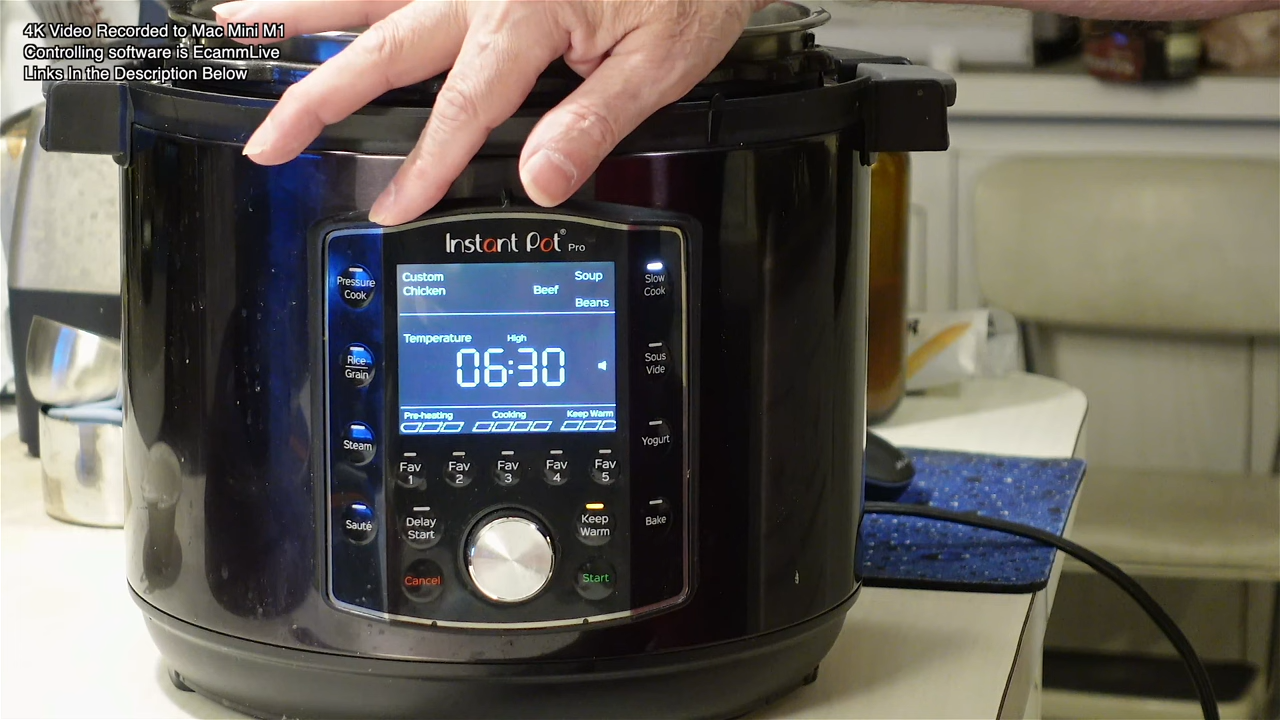 4K Video Recorded to Mac Mini M1
Controlling software is EcammLive
Links In the Description Below
Instant Pot® Pro
Custom Soup
Chicken Beef
Beans
Temperature High
06:30
Pre-heating Cooking Keep Warm
Pressure
Cook
Rice
Grain
Steam
Sauté
Slow
Cook
Sous
Vide
Yogurt
Bake
Fav
1
Fav
2
Fav
3
Fav
4
Fav
5
Delay
Start
Keep
Warm
Cancel
Start